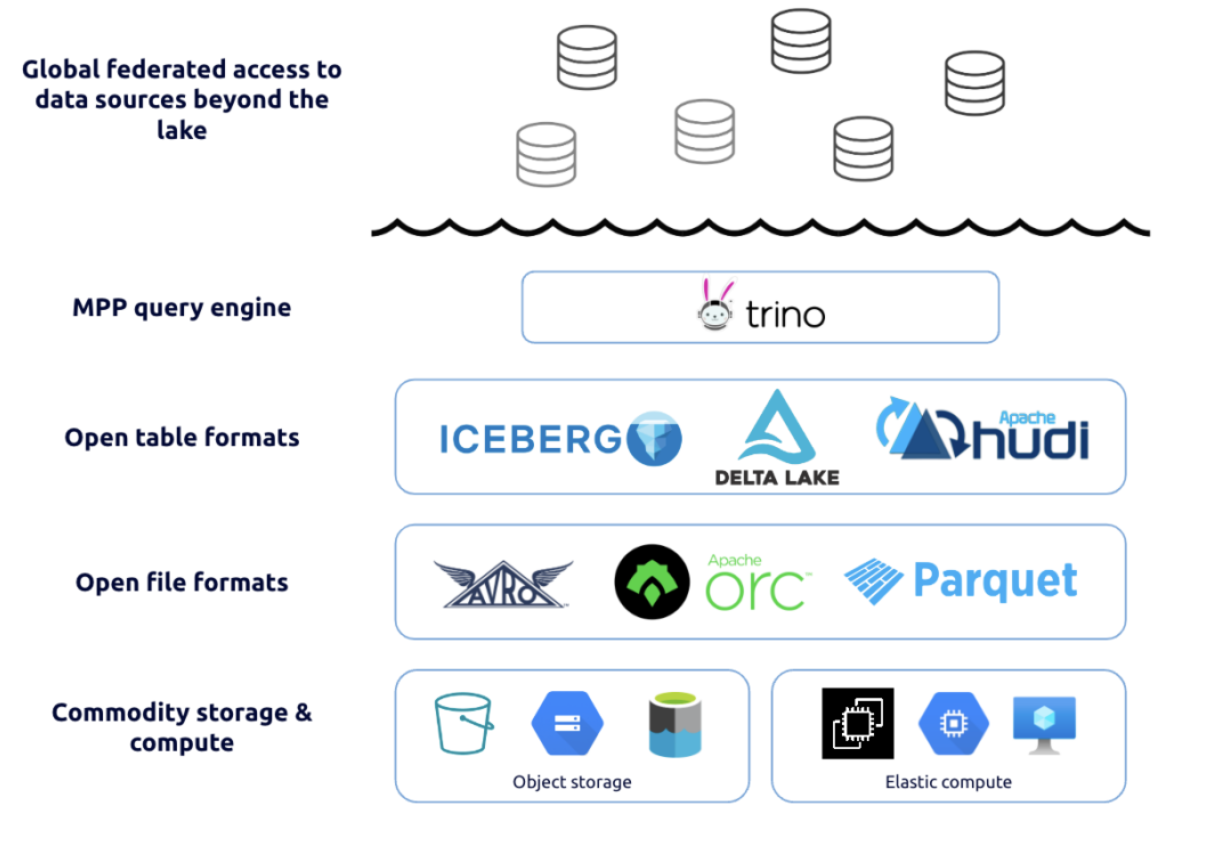 Global federated access to
data sources beyond the
lake
MPP query engine
trino
Open table formats
ICEBERG
DELTA LAKE
Apache
hudi
Open file formats
AVRO
Apache
orc
Parquet
Commodity storage &
compute
Object storage
Elastic compute